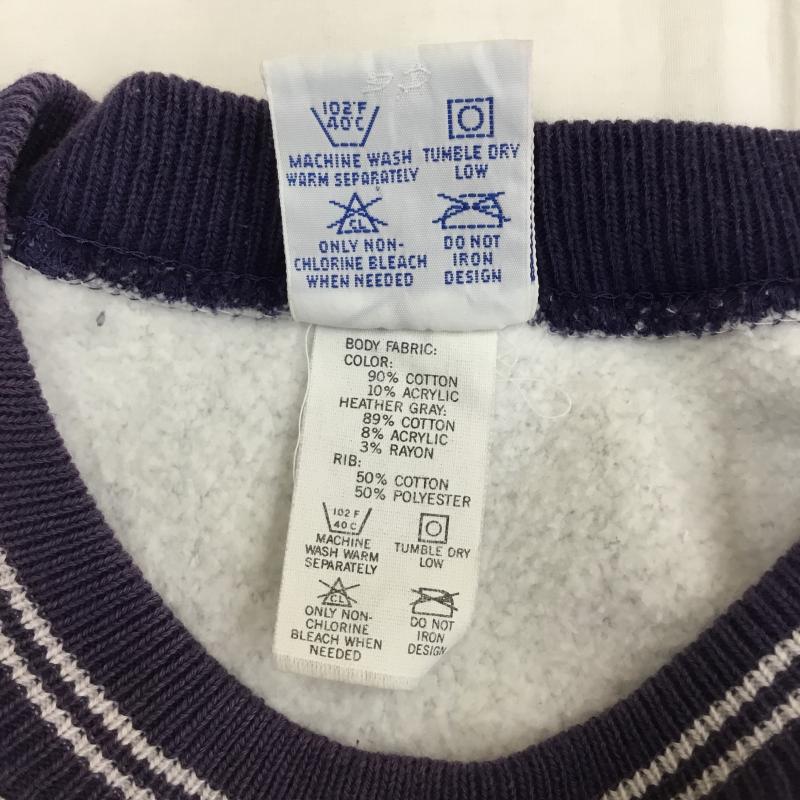 102°F
40°C
MACHINE WASH
WARM SEPARATELY
TUMBLE DRY
LOW
CL
ONLY NON-
CHLORINE BLEACH
WHEN NEEDED
DO NOT
IRON
DESIGN
BODY FABRIC:
COLOR:
90% COTTON
10% ACRYLIC
HEATHER GRAY:
89% COTTON
8% ACRYLIC
3% RAYON
RIB:
50% COTTON
50% POLYESTER
102 F
40 C
MACHINE
WASH WARM
SEPARATELY
TUMBLE DRY
LOW
CL
ONLY NON-
CHLORINE
BLEACH WHEN
NEEDED
DO NOT
IRON
DESIGN